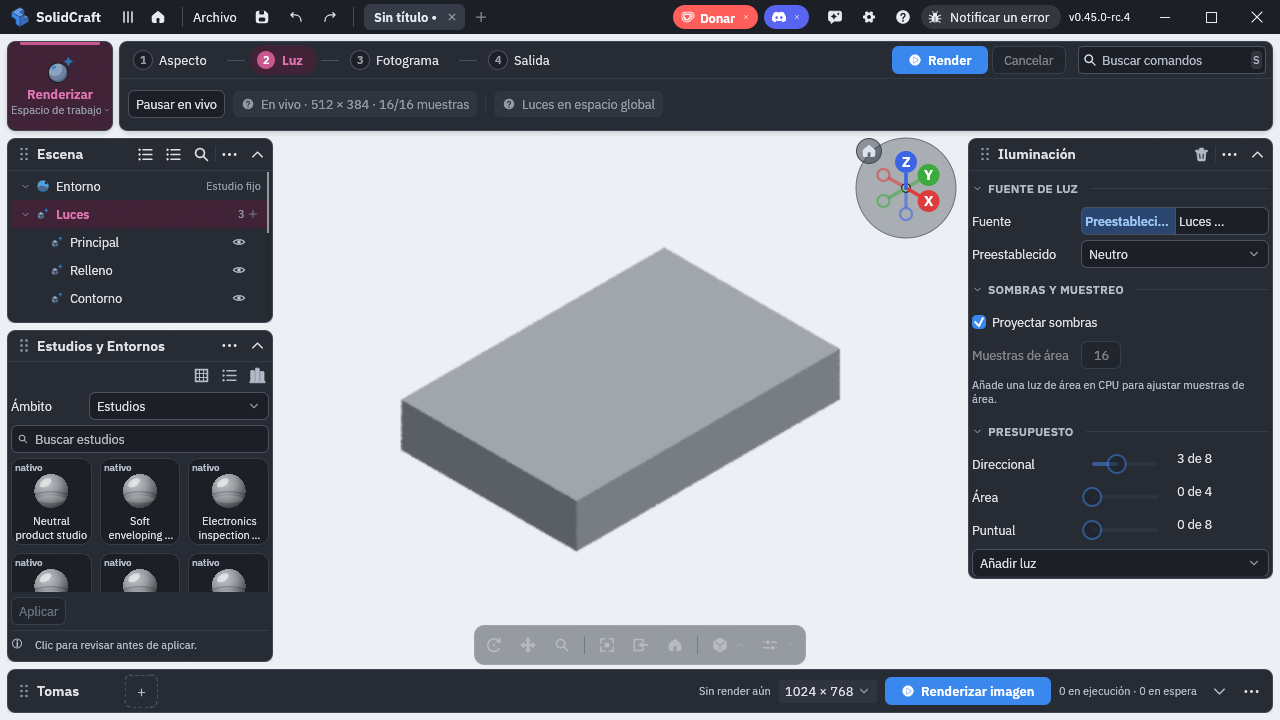 SolidCraft
Archivo
Sin título •
Donar
Notificar un error
v0.45.0-rc.4
Renderizar
Espacio de trabajo
1 Aspecto
2 Luz
3 Fotograma
4 Salida
Render
Cancelar
Buscar comandos
S
Pausar en vivo
En vivo · 512 × 384 · 16/16 muestras
Luces en espacio global
Escena
Entorno
Estudio fijo
Luces
3
Principal
Relleno
Contorno
Estudios y Entornos
Ámbito
Estudios
Buscar estudios
nativo
nativo
nativo
Neutral product studio
Soft enveloping ...
Electronics inspection ...
nativo
nativo
nativo
Aplicar
Clic para revisar antes de aplicar.
Z
Y
X
Iluminación
FUENTE DE LUZ
Fuente
Preestableci...
Luces ...
Preestablecido
Neutro
SOMBRAS Y MUESTREO
Proyectar sombras
Muestras de área
16
Añade una luz de área en CPU para ajustar muestras de
área.
PRESUPUESTO
Direccional
3 de 8
Área
0 de 4
Puntual
0 de 8
Añadir luz
Tomas
Sin render aún
1024 × 768
Renderizar imagen
0 en ejecución · 0 en espera